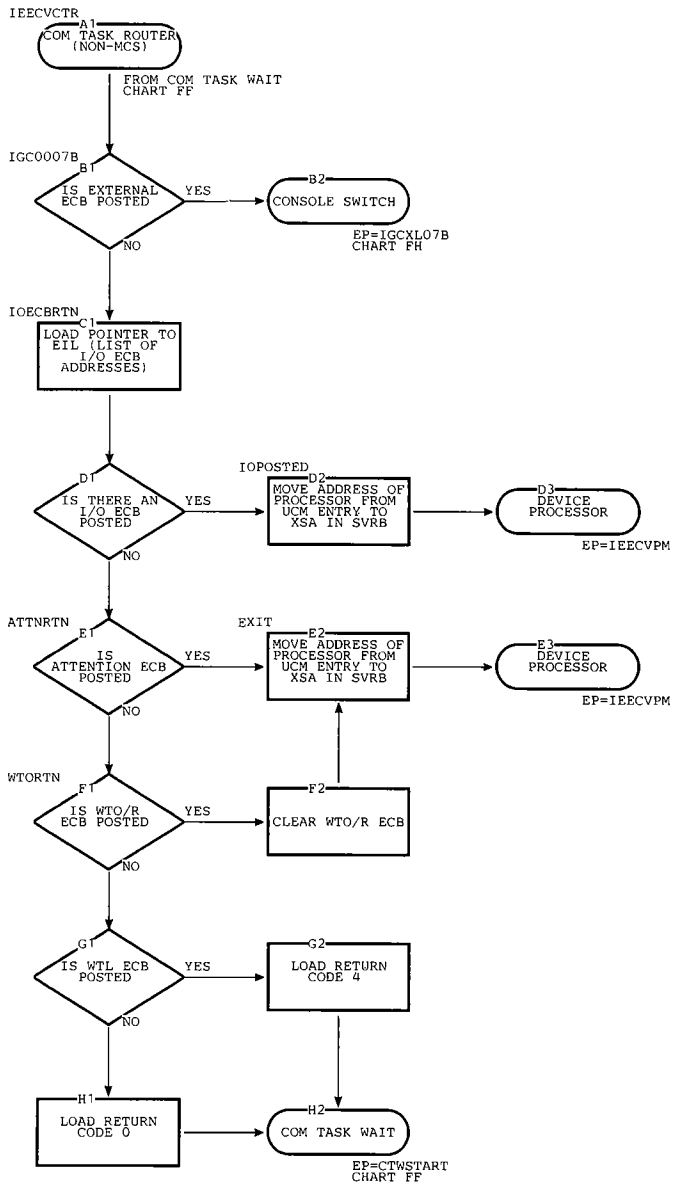 IEECVCTR
A1
COM TASK ROUTER
(NON-MCS)
FROM COM TASK WAIT
CHART FF
IGC0007B
B1
IS EXTERNAL
ECB POSTED
YES
NO
B2
CONSOLE SWITCH
EP=IGCXL07B
CHART FH
IOECBRTN
C1
LOAD POINTER TO
EIL (LIST OF
I/O ECB
ADDRESSES)
D1
IS THERE AN
I/O ECB
POSTED
YES
NO
IOPOSTED
D2
MOVE ADDRESS OF
PROCESSOR FROM
UCM ENTRY TO
XSA IN SVRB
D3
DEVICE
PROCESSOR
EP=IEECVPM
ATTNRTN
E1
IS
ATTENTION ECB
POSTED
YES
NO
EXIT
E2
MOVE ADDRESS OF
PROCESSOR FROM
UCM ENTRY TO
XSA IN SVRB
E3
DEVICE
PROCESSOR
EP=IEECVPM
WTORTN
F1
IS WTO/R
ECB POSTED
YES
NO
F2
CLEAR WTO/R ECB
G1
IS WTL ECB
POSTED
YES
NO
G2
LOAD RETURN
CODE 4
H1
LOAD RETURN
CODE 0
H2
COM TASK WAIT
EP=CTWSTART
CHART FF